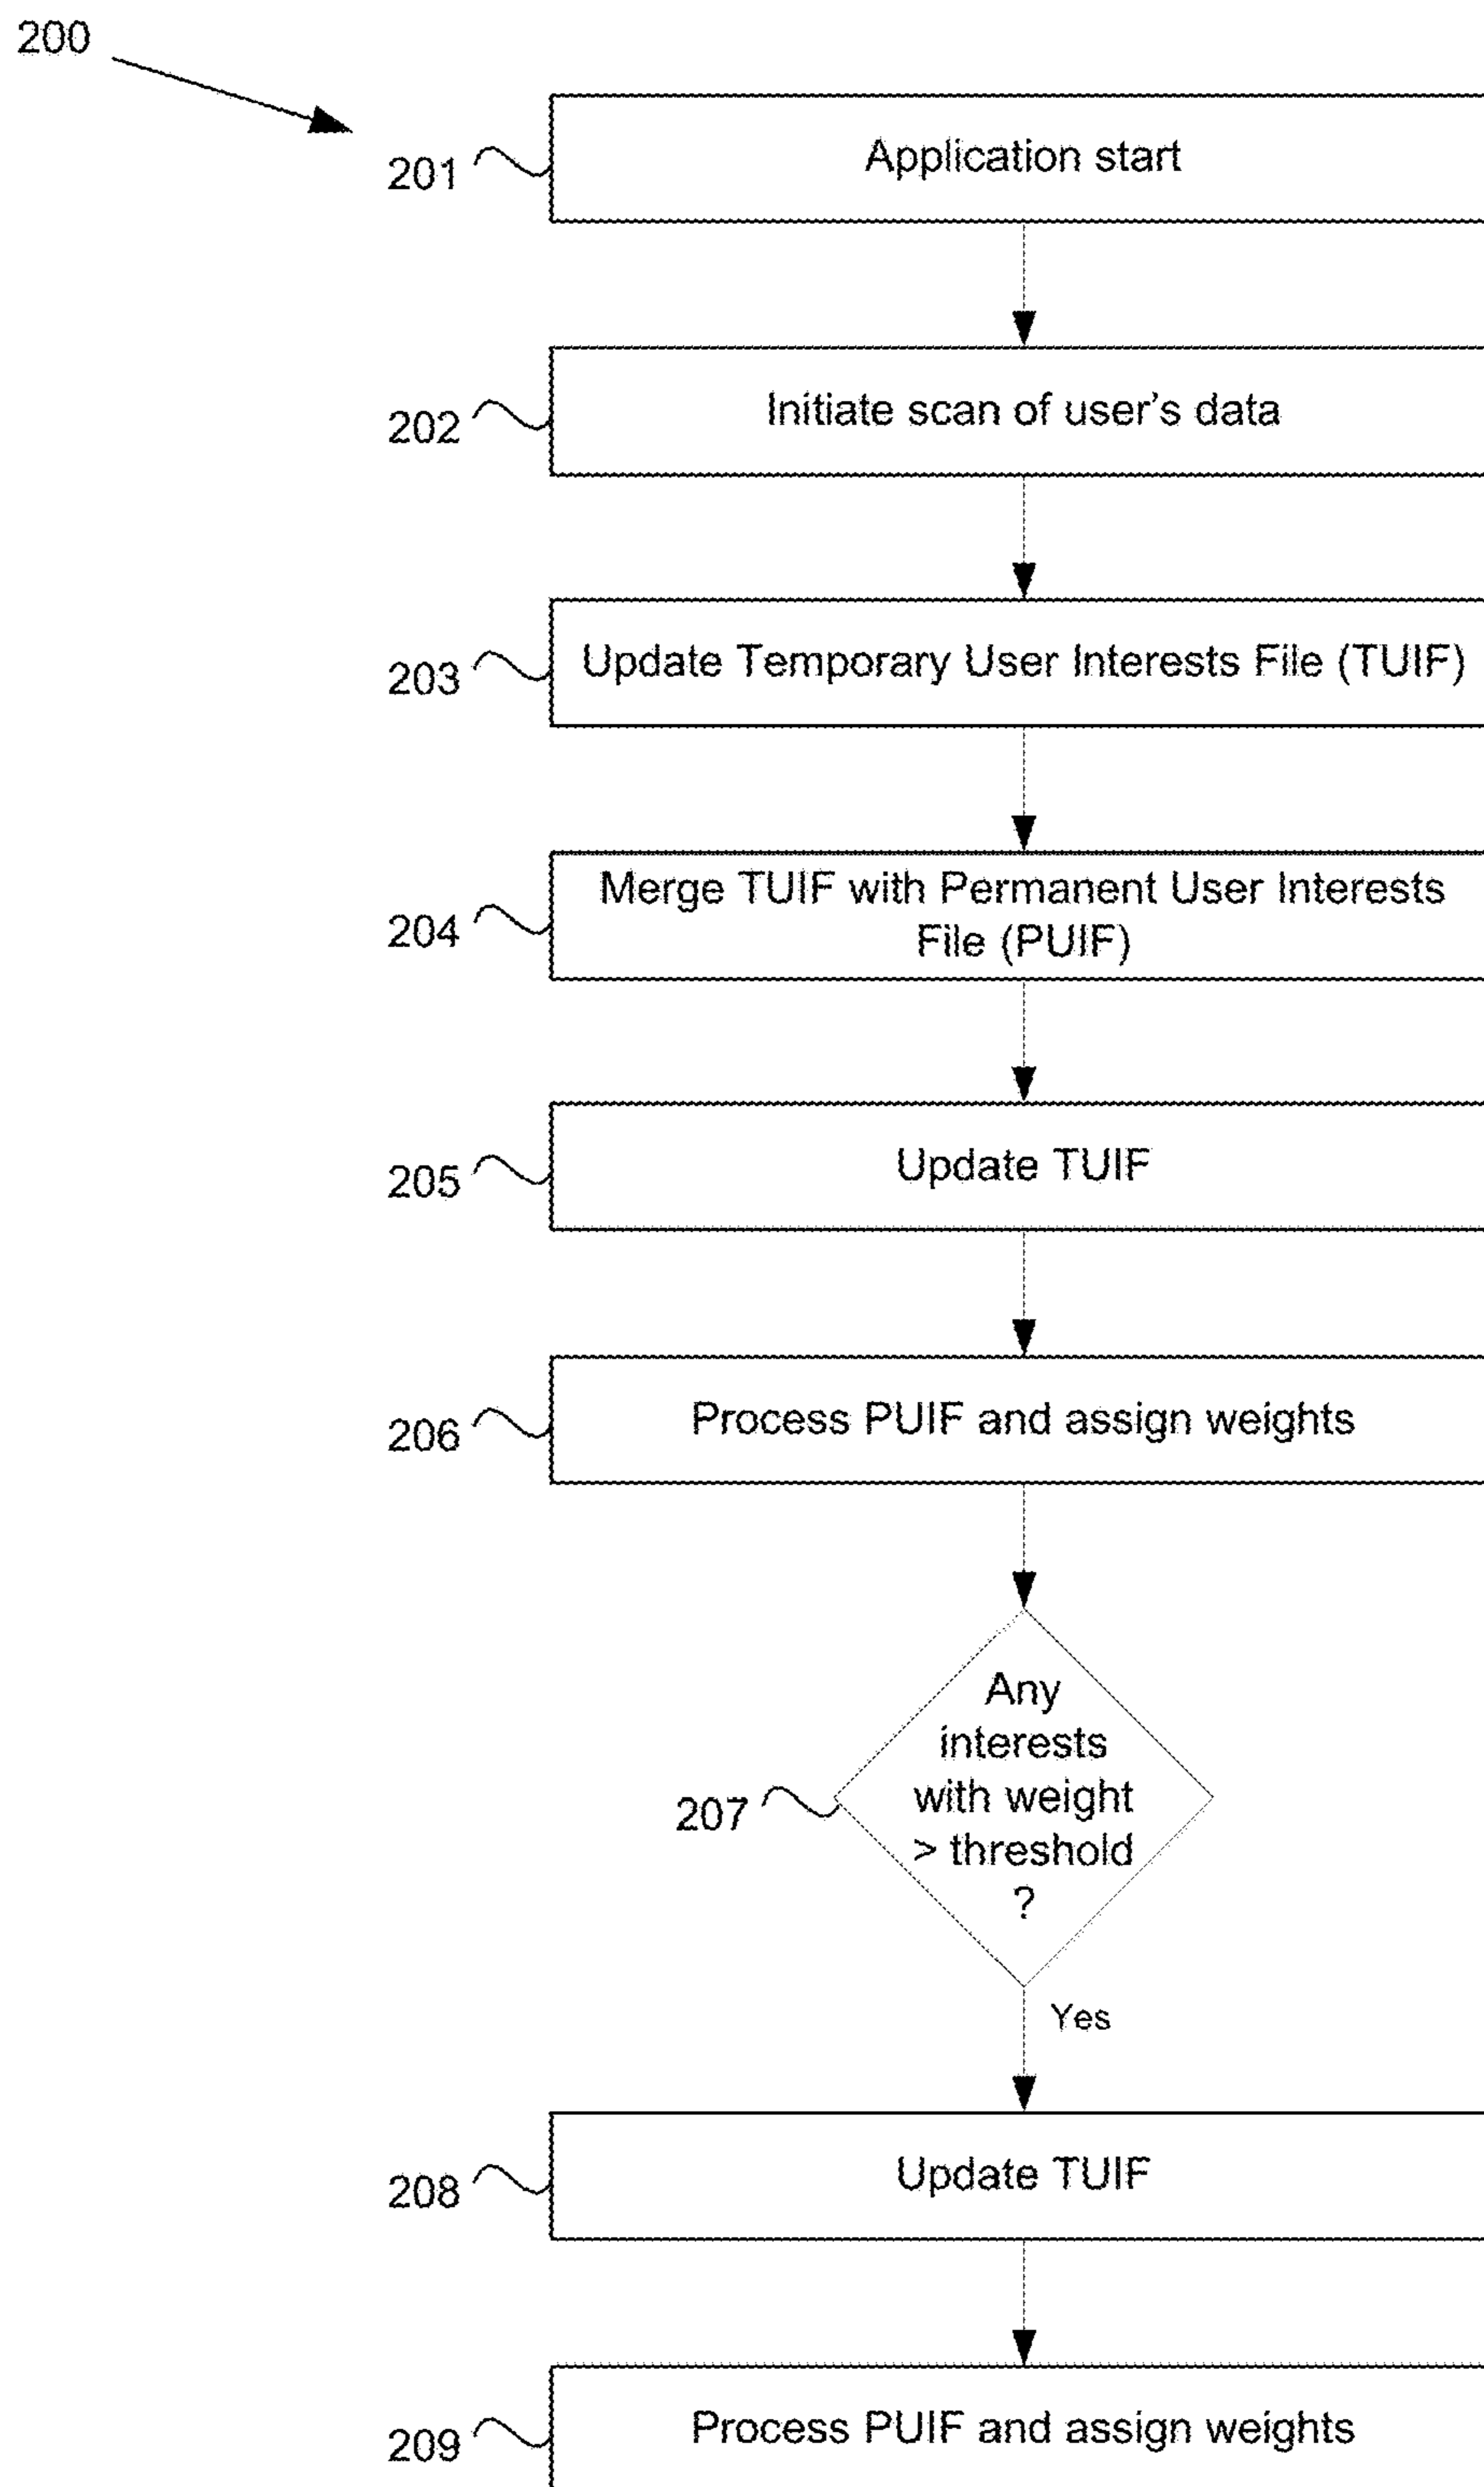 200
201
Application start
202
Initiate scan of user's data
203
Update Temporary User Interests File (TUIF)
204
Merge TUIF with Permanent User Interests
File (PUIF)
205
Update TUIF
206
Process PUIF and assign weights
207
Any
interests
with weight
> threshold
?
Yes
208
Update TUIF
209
Process PUIF and assign weights